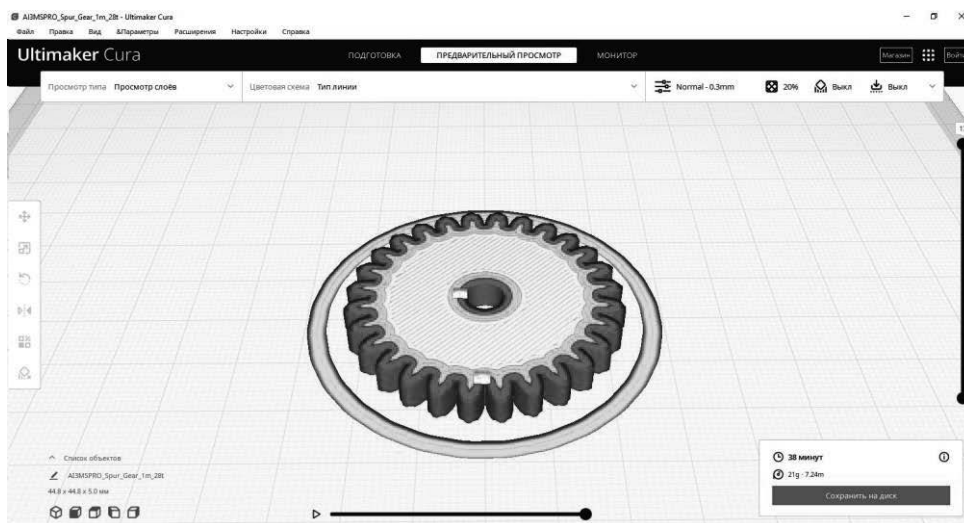 AI3MSPRO_Spur_Gear_1m_28t - Ultimaker Cura
Файл Правка Вид &Параметры Расширения Настройки Справка
Ultimaker Cura ПОДГОТОВКА ПРЕДВАРИТЕЛЬНЫЙ ПРОСМОТР МОНИТОР Магазин Войти
Просмотр типа Просмотр слоёв Цветовая схема Тип линии Normal - 0.3mm 20% Выкл Выкл
Список объектов
AI3MSPRO_Spur_Gear_1m_28t
44.8 x 44.8 x 5.0 мм
38 минут
21g · 7.24m
Сохранить на диск